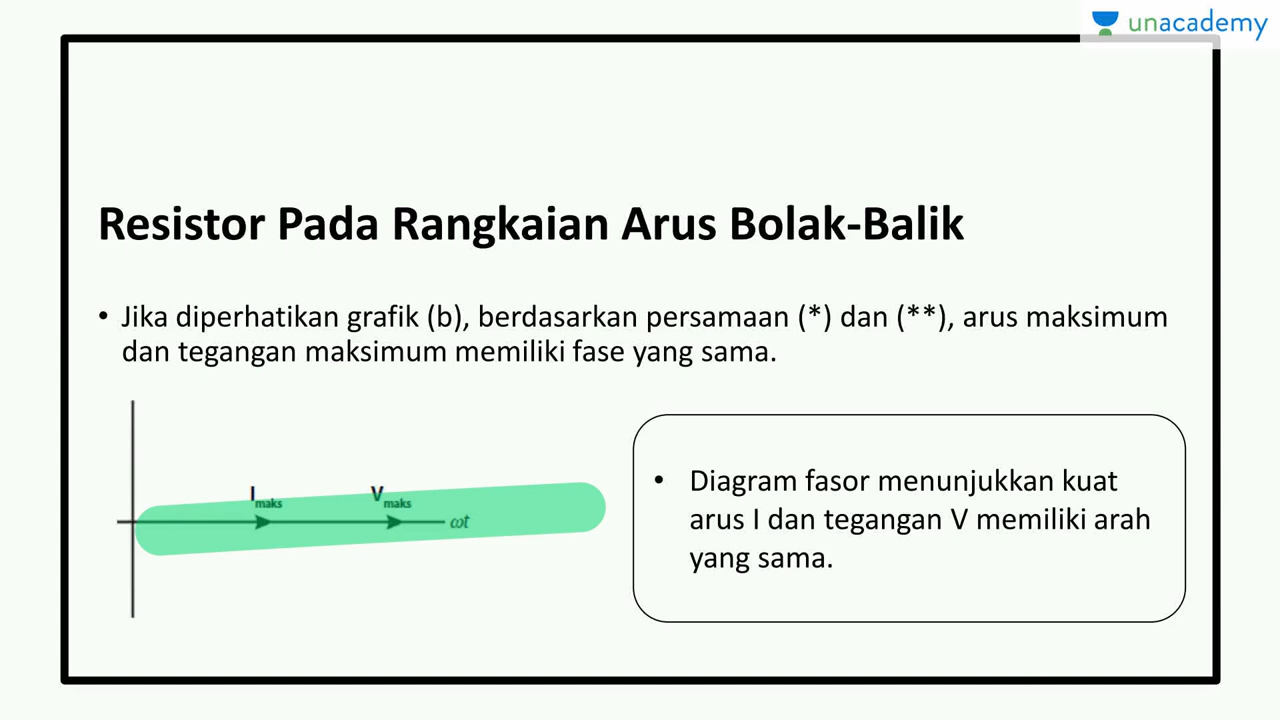 unacademy
Resistor Pada Rangkaian Arus Bolak-Balik
• Jika diperhatikan grafik (b), berdasarkan persamaan (*) dan (**), arus maksimum
dan tegangan maksimum memiliki fase yang sama.
I maks V maks
ωt
• Diagram fasor menunjukkan kuat
arus I dan tegangan V memiliki arah
yang sama.